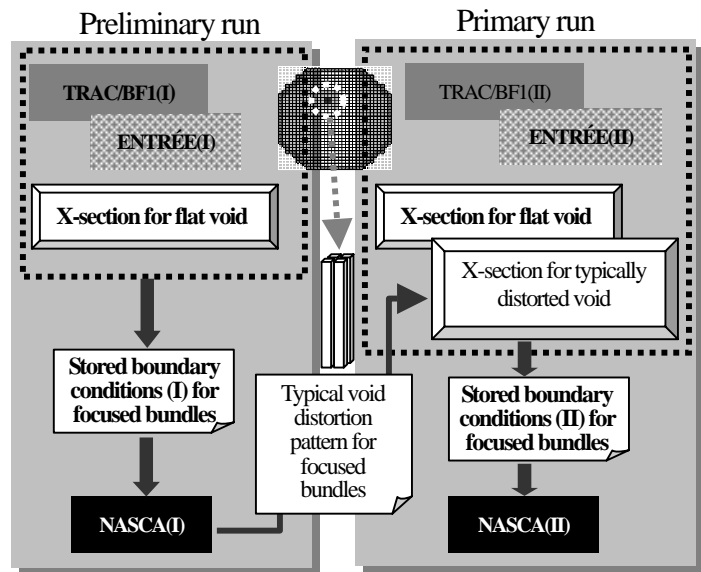 Preliminary run
TRAC/BF1(I)
ENTRÉE(I)
X-section for flat void
Stored boundary
conditions (I) for
focused bundles
NASCA(I)
Typical void
distortion
pattern for
focused
bundles
Primary run
TRAC/BF1(II)
ENTRÉE(II)
X-section for flat void
X-section for typically
distorted void
Stored boundary
conditions (II) for
focused bundles
NASCA(II)